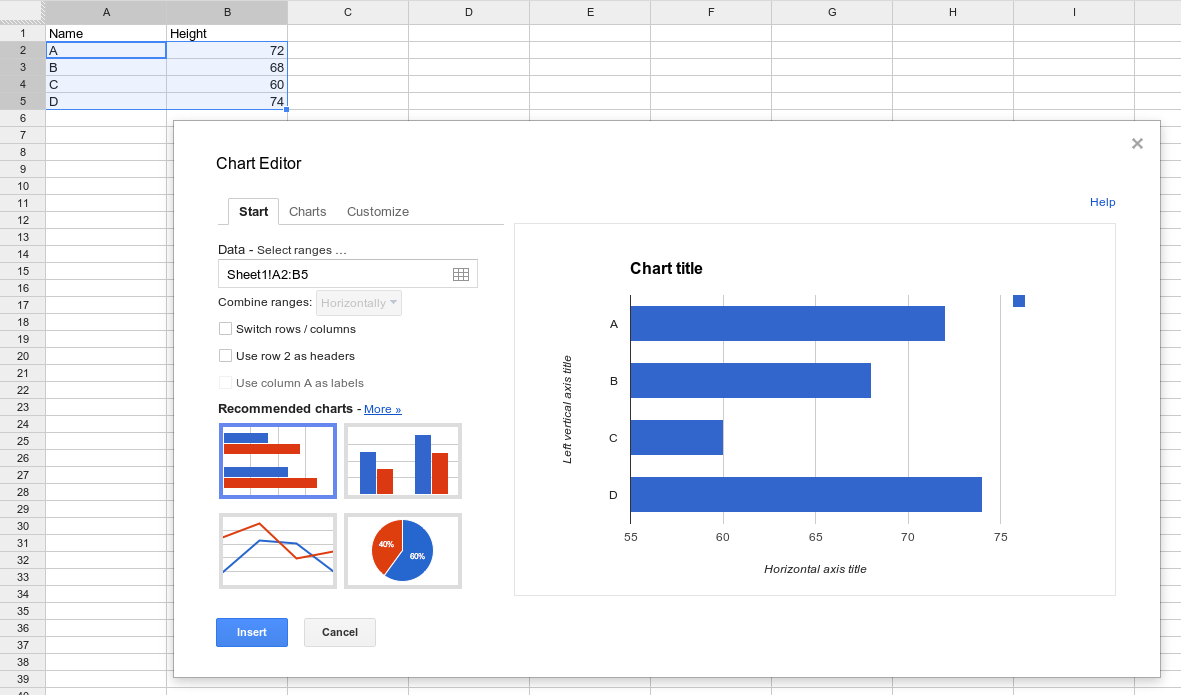 A B C D E F G H I
1 Name Height
2 A 72
3 B 68
4 C 60
5 D 74
6
7
8 Chart Editor
9
10
11 Start Charts Customize Help
12
13
14 Data - Select ranges ...
15 Sheet1!A2:B5 Chart title
16
17 Combine ranges: Horizontally
18 Switch rows / columns A
19
20 Use row 2 as headers
21 B
22 Use column A as labels
23 Recommended charts - More »
24
25 C
26
27
28 D
29
30
31 40% 55 60 65 70 75
32 60%
33 Horizontal axis title
34
35
36 Insert Cancel
37
38
39
40
Left vertical axis title